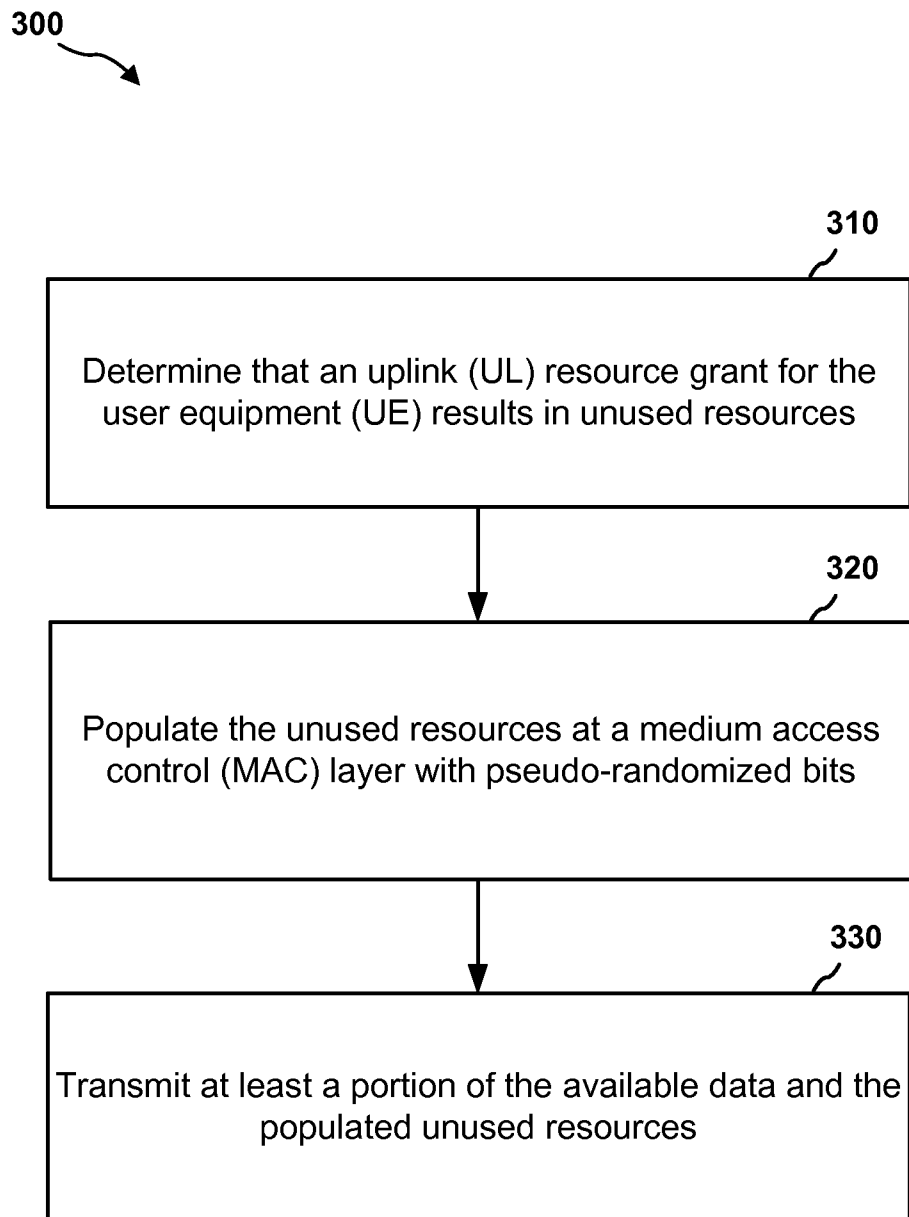 300
310
Determine that an uplink (UL) resource grant for the
user equipment (UE) results in unused resources
320
Populate the unused resources at a medium access
control (MAC) layer with pseudo-randomized bits
330
Transmit at least a portion of the available data and the
populated unused resources